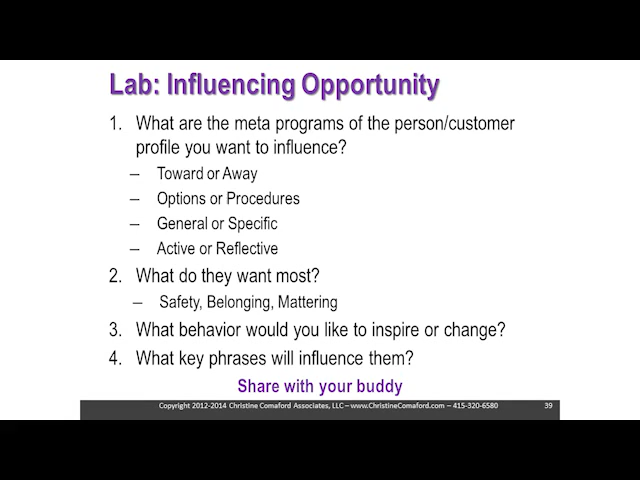 Lab: Influencing Opportunity
1. What are the meta programs of the person/customer
profile you want to influence?
– Toward or Away
– Options or Procedures
– General or Specific
– Active or Reflective
2. What do they want most?
– Safety, Belonging, Mattering
3. What behavior would you like to inspire or change?
4. What key phrases will influence them?
Share with your buddy
Copyright 2012-2014 Christine Comaford Associates, LLC – www.ChristineComaford.com – 415-320-6580 39